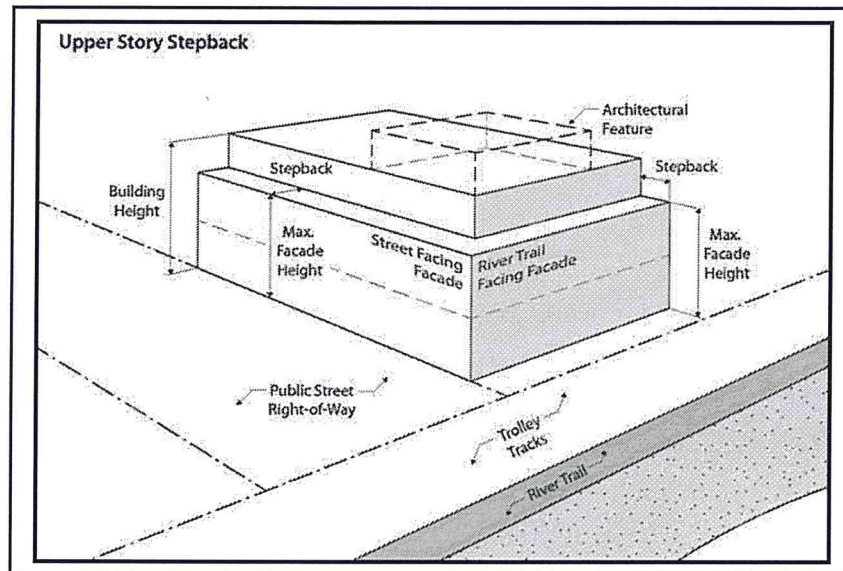 Upper Story Stepback
Architectural
Feature
Stepback
Stepback
Building
Height
Max.
Facade
Height
Street Facing
Facade
River Trail
Facing Facade
Max.
Facade
Height
Public Street
Right-of-Way
Trolley
Tracks
River Trail